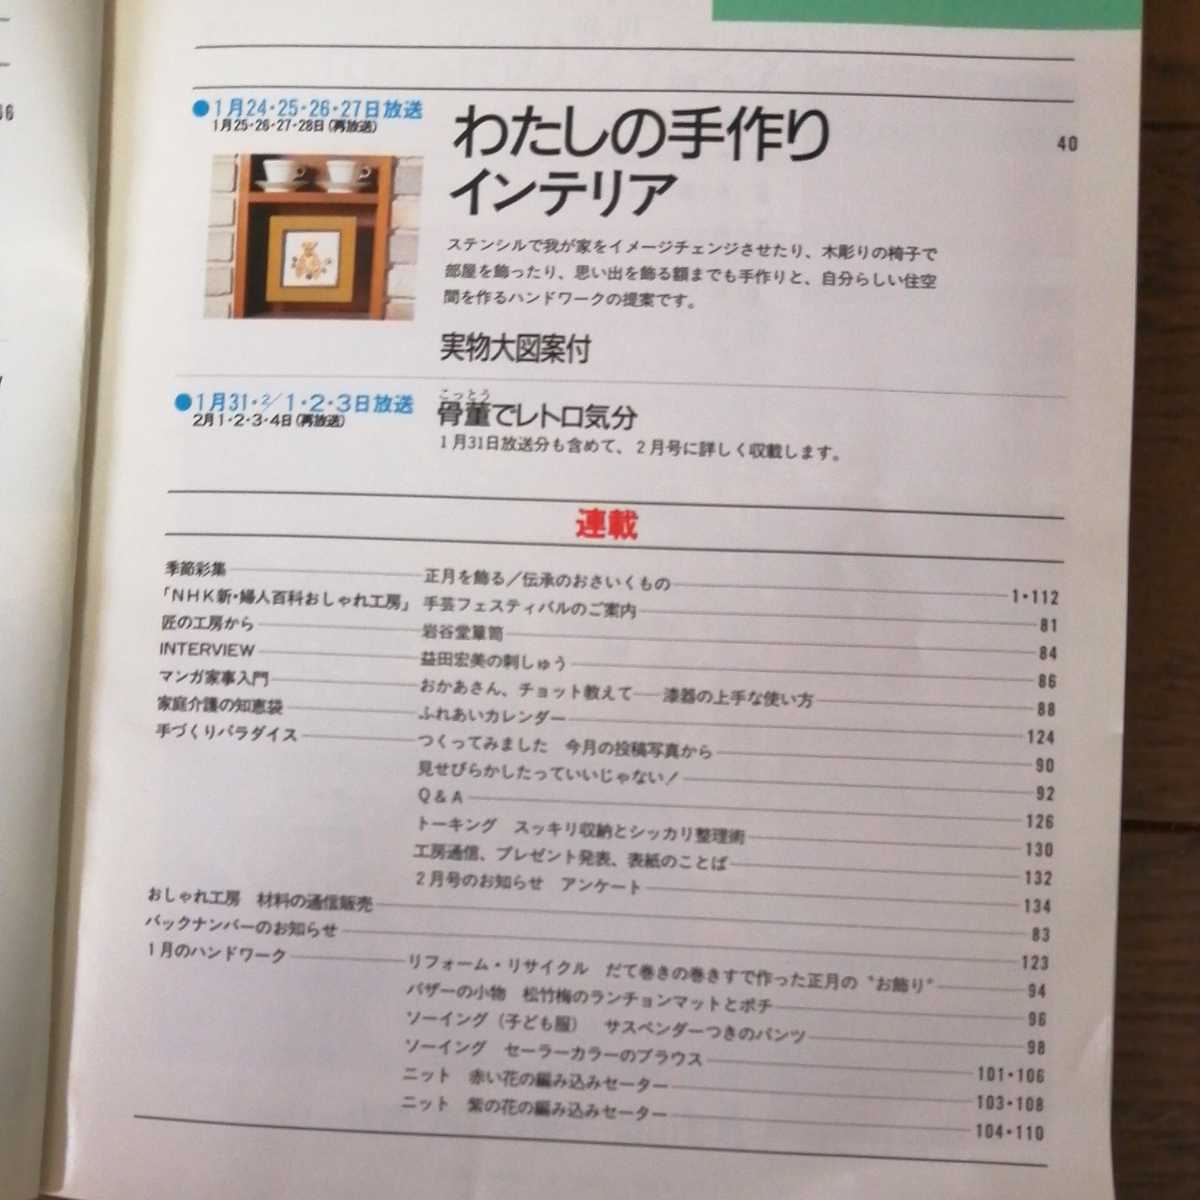 ●1月24・25・26・27日放送
1月25・26・27・28日(再放送)
わたしの手作り
インテリア
40
ステンシルで我が家をイメージチェンジさせたり、木彫りの椅子で
部屋を飾ったり、思い出を飾る額までも手作りと、自分らしい住空
間を作るハンドワークの提案です。
実物大図案付
●1月31・2/1・2・3日放送
2月1・2・3・4日(再放送)
こっとう
骨董でレトロ気分
1月31日放送分も含めて、2月号に詳しく収載します。
連載
季節彩集 正月を飾る/伝承のおさいくもの 1・112
「NHK新・婦人百科おしゃれ工房」 手芸フェスティバルのご案内 81
匠の工房から 岩谷堂簞笥 84
INTERVIEW 益田宏美の刺しゅう 86
マンガ家事入門 おかあさん、チョット教えて──漆器の上手な使い方 88
家庭介護の知恵袋 ふれあいカレンダー 124
手づくりパラダイス つくってみました 今月の投稿写真から 90
見せびらかしたっていいじゃない! 92
Q&A 126
トーキング スッキリ収納とシッカリ整理術 130
工房通信、プレゼント発表、表紙のことば 132
2月号のお知らせ アンケート 134
おしゃれ工房 材料の通信販売 83
バックナンバーのお知らせ 123
1月のハンドワーク リフォーム・リサイクル だて巻きの巻きすで作った正月の〝お飾り〟 94
バザーの小物 松竹梅のランチョンマットとポチ 96
ソーイング(子ども服) サスペンダーつきのパンツ 98
ソーイング セーラーカラーのブラウス 101・106
ニット 赤い花の編み込みセーター 103・108
ニット 紫の花の編み込みセーター 104・110